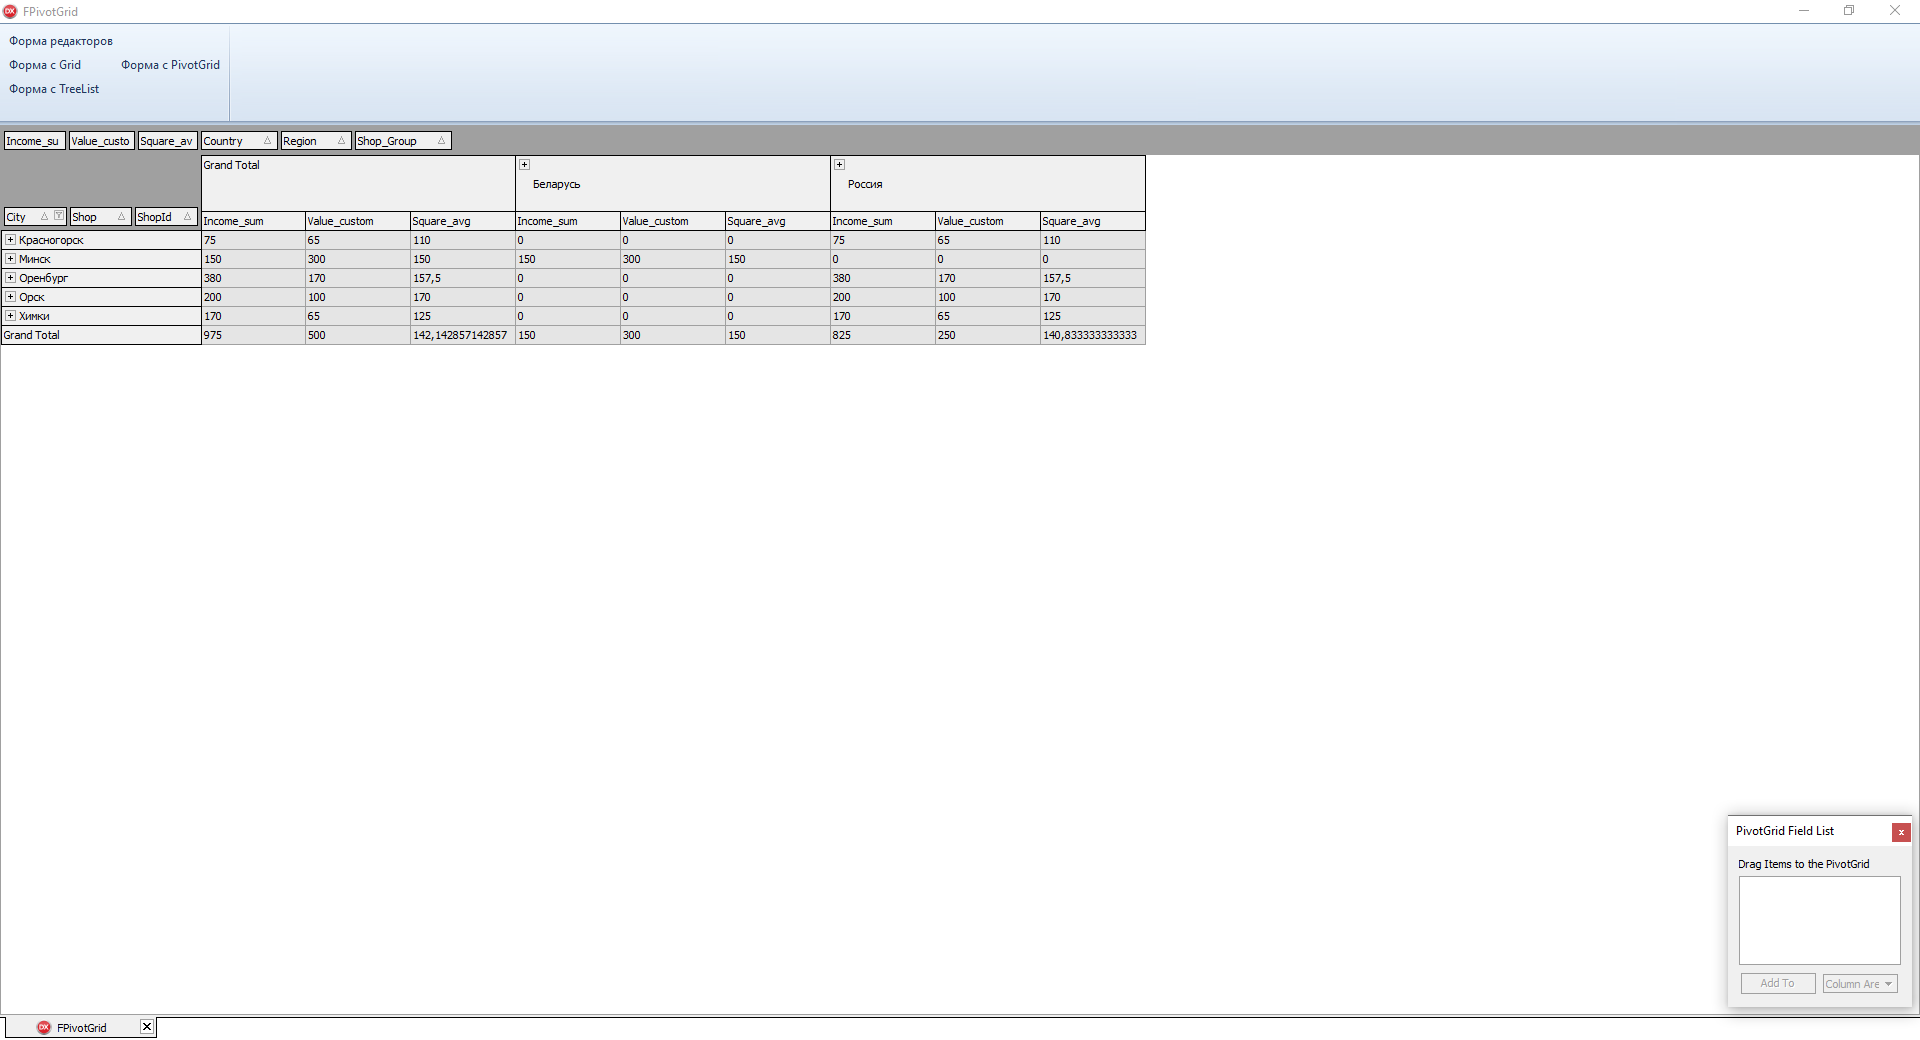 FPivotGrid
Форма редакторов
Форма с Grid Форма с PivotGrid
Форма с TreeList
Income_su Value_custo Square_av Country Region Shop_Group
Grand Total
Беларусь Россия
City Shop ShopId Income_sum Value_custom Square_avg Income_sum Value_custom Square_avg Income_sum Value_custom Square_avg
Красногорск 75 65 110 0 0 0 75 65 110
Минск 150 300 150 150 300 150 0 0 0
Оренбург 380 170 157,5 0 0 0 380 170 157,5
Орск 200 100 170 0 0 0 200 100 170
Химки 170 65 125 0 0 0 170 65 125
Grand Total 975 500 142,142857142857 150 300 150 825 250 140,833333333333
PivotGrid Field List
Drag Items to the PivotGrid
Add To Column Are
FPivotGrid